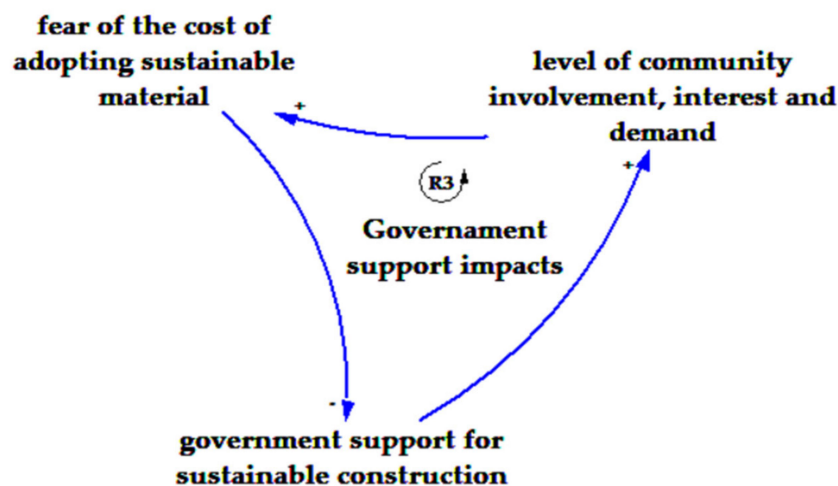 fear of the cost of
adopting sustainable
material
level of community
involvement, interest and
demand
+
+
R3
Governament
support impacts
-
government support for
sustainable construction